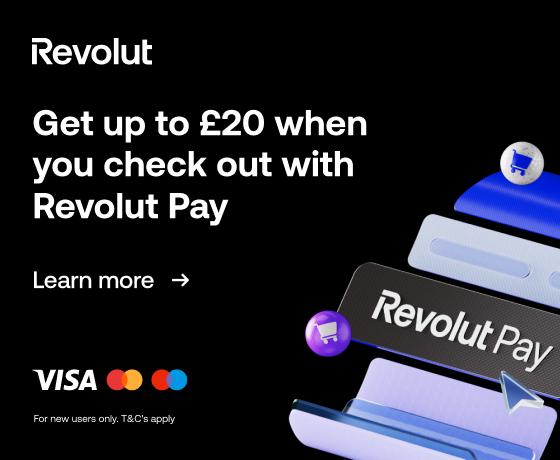 Revolut
Get up to £20 when
you check out with
Revolut Pay
Learn more →
Revolut Pay
VISA
For new users only. T&C's apply